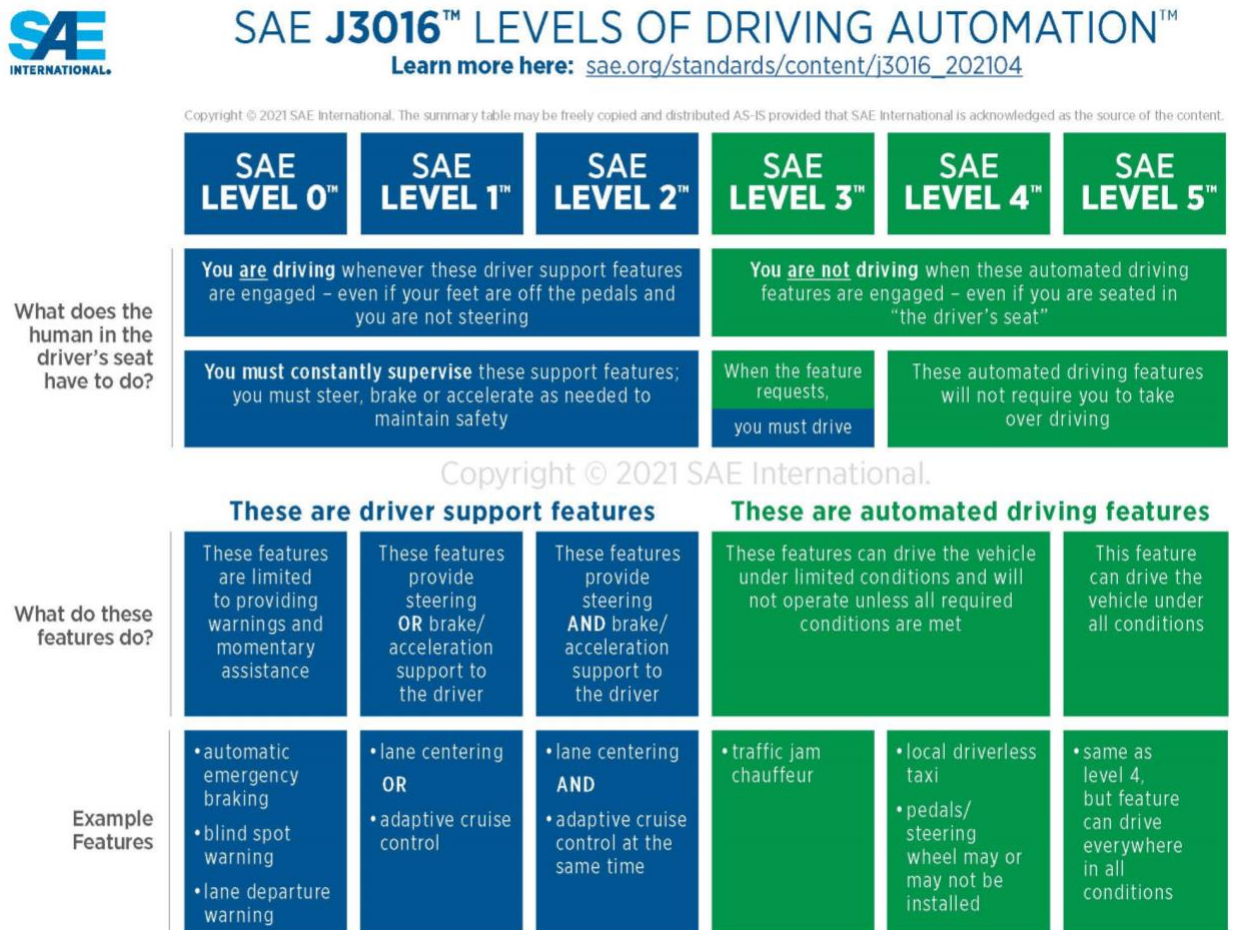 SAE
INTERNATIONAL®
SAE J3016™ LEVELS OF DRIVING AUTOMATION™
Learn more here: sae.org/standards/content/j3016_202104
Copyright © 2021 SAE International. The summary table may be freely copied and distributed AS-IS provided that SAE International is acknowledged as the source of the content.
SAE
LEVEL 0™
SAE
LEVEL 1™
SAE
LEVEL 2™
SAE
LEVEL 3™
SAE
LEVEL 4™
SAE
LEVEL 5™
What does the
human in the
driver's seat
have to do?
You are driving whenever these driver support features
are engaged – even if your feet are off the pedals and
you are not steering
You are not driving when these automated driving
features are engaged – even if you are seated in
"the driver's seat"
You must constantly supervise these support features;
you must steer, brake or accelerate as needed to
maintain safety
When the feature
requests,
you must drive
These automated driving features
will not require you to take
over driving
Copyright © 2021 SAE International.
These are driver support features
These are automated driving features
What do these
features do?
These features
are limited
to providing
warnings and
momentary
assistance
These features
provide
steering
OR brake/
acceleration
support to
the driver
These features
provide
steering
AND brake/
acceleration
support to
the driver
These features can drive the vehicle
under limited conditions and will
not operate unless all required
conditions are met
This feature
can drive the
vehicle under
all conditions
Example
Features
• automatic
emergency
braking
• blind spot
warning
• lane departure
warning
• lane centering
OR
• adaptive cruise
control
• lane centering
AND
• adaptive cruise
control at the
same time
• traffic jam
chauffeur
• local driverless
taxi
• pedals/
steering
wheel may or
may not be
installed
• same as
level 4,
but feature
can drive
everywhere
in all
conditions